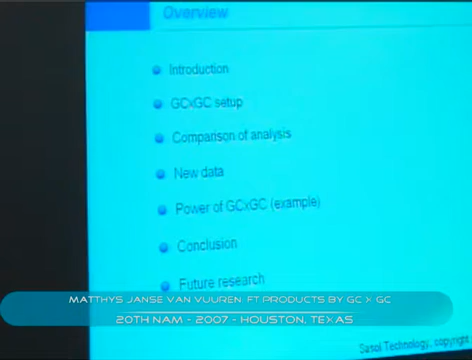 Overview
Introduction
GCxGC setup
Comparison of analysis
New data
Power of GCxGC (example)
Conclusion
Future research
MATTHYS JANSE VAN VUUREN: FT PRODUCTS BY GC X GC
20TH NAM - 2007 - HOUSTON, TEXAS
Sasol Technology, copyright